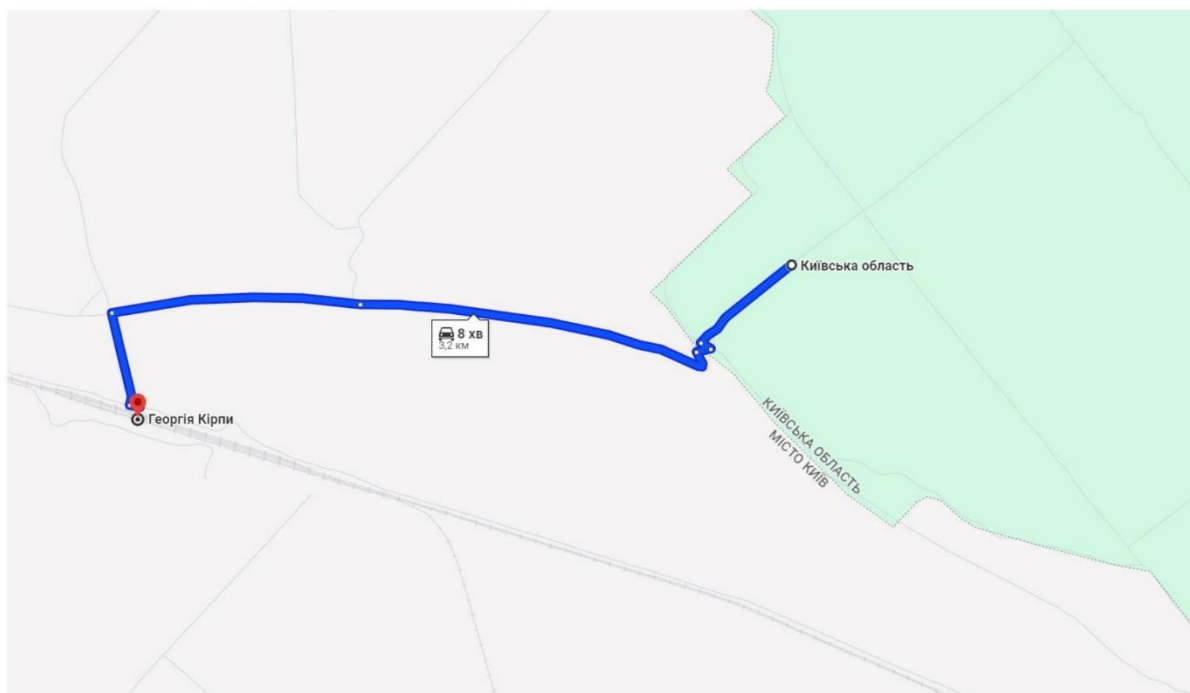 Київська область
8 хв
3,2 км
Георгія Кірпи
КИЇВСЬКА ОБЛАСТЬ
МІСТО КИЇВ